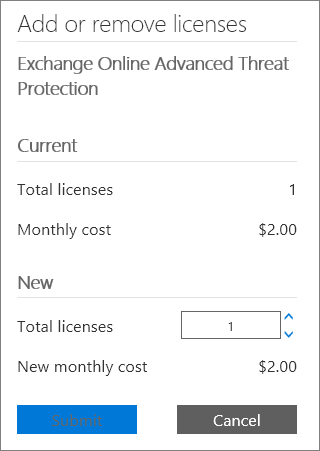 Add or remove licenses
Exchange Online Advanced Threat
Protection
Current
Total licenses 1
Monthly cost $2.00
New
Total licenses 1
New monthly cost $2.00
Submit Cancel